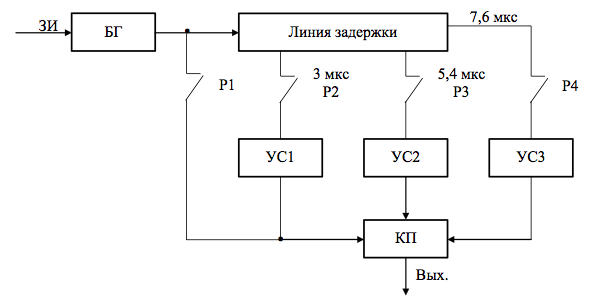 ЗИ
БГ
Линия задержки
7,6 мкс
Р1
3 мкс
Р2
5,4 мкс
Р3
Р4
УС1
УС2
УС3
КП
Вых.